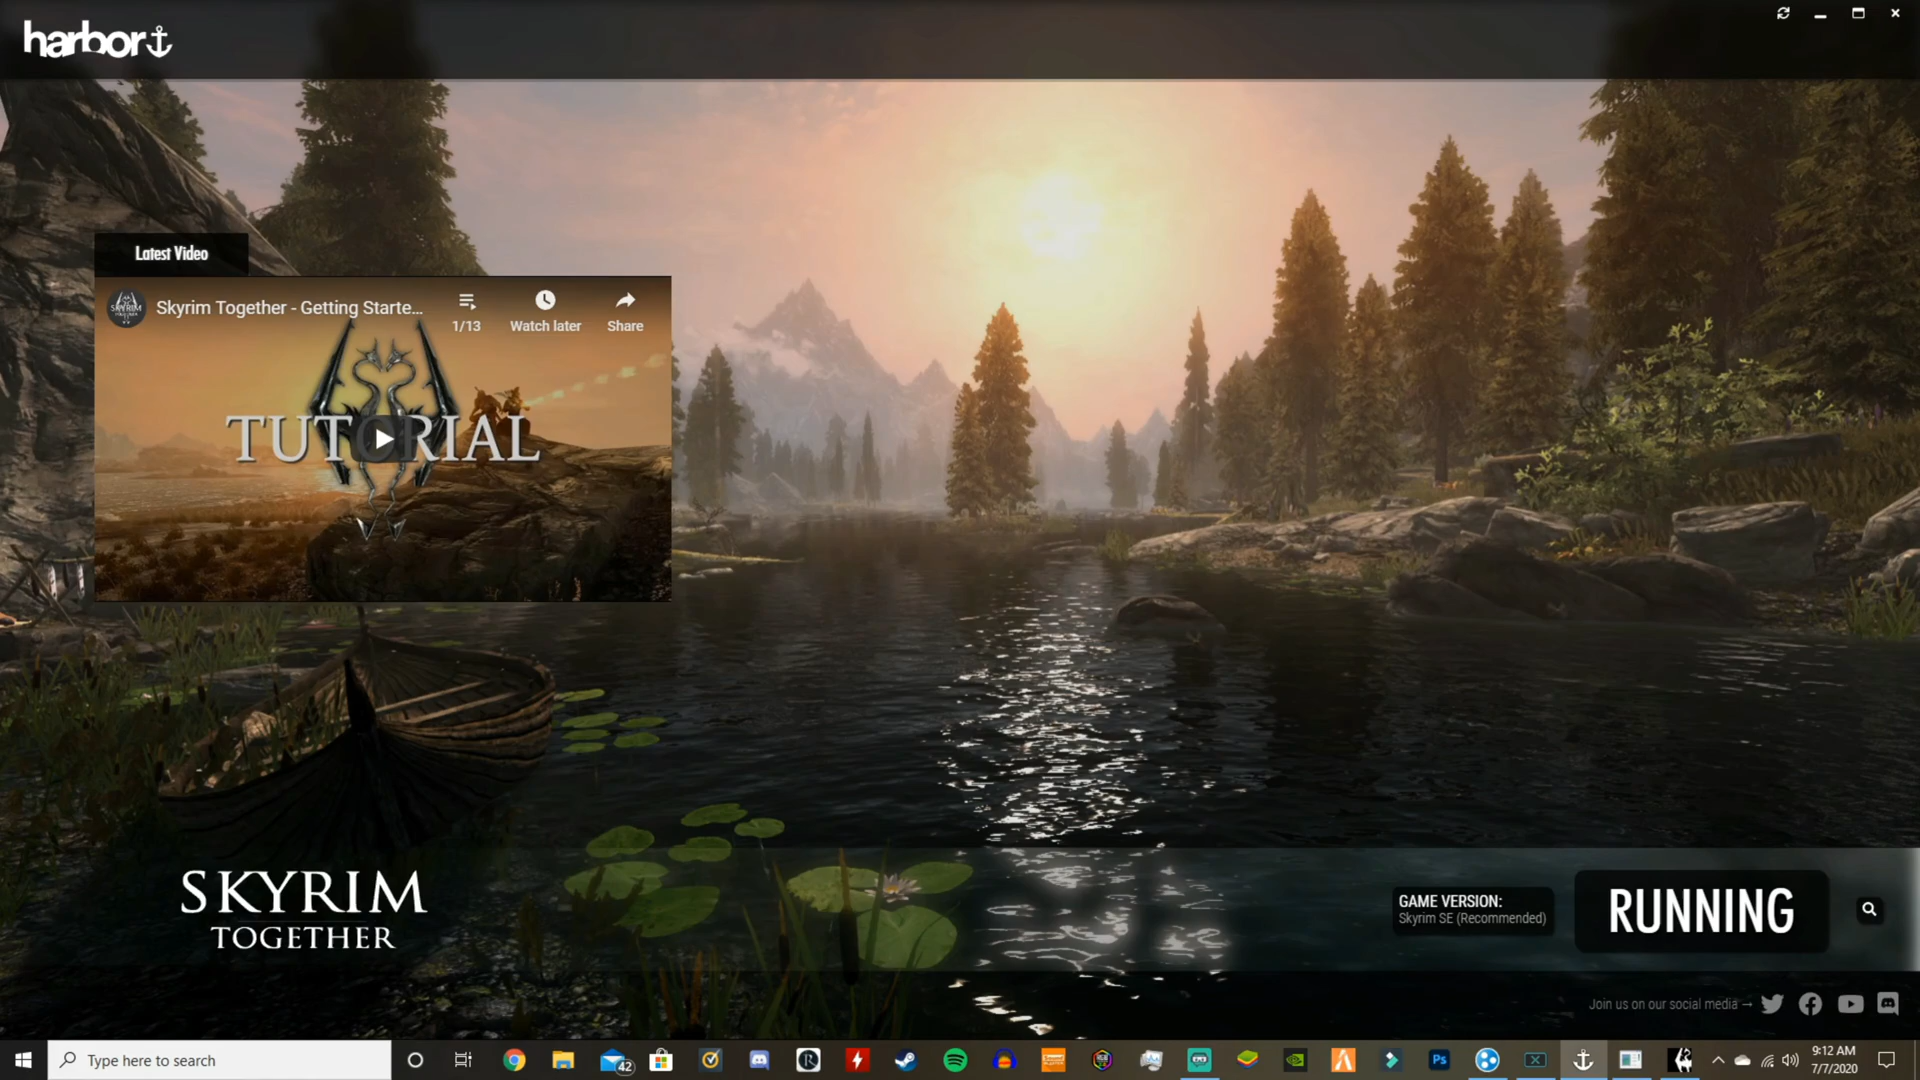 harbor
Latest Video
Skyrim Together - Getting Starte...
1/13
Watch later
Share
TUTORIAL
SKYRIM
TOGETHER
GAME VERSION:
Skyrim SE (Recommended)
RUNNING
Join us on our social media →
Type here to search
42
Ps
9:12 AM
7/7/2020